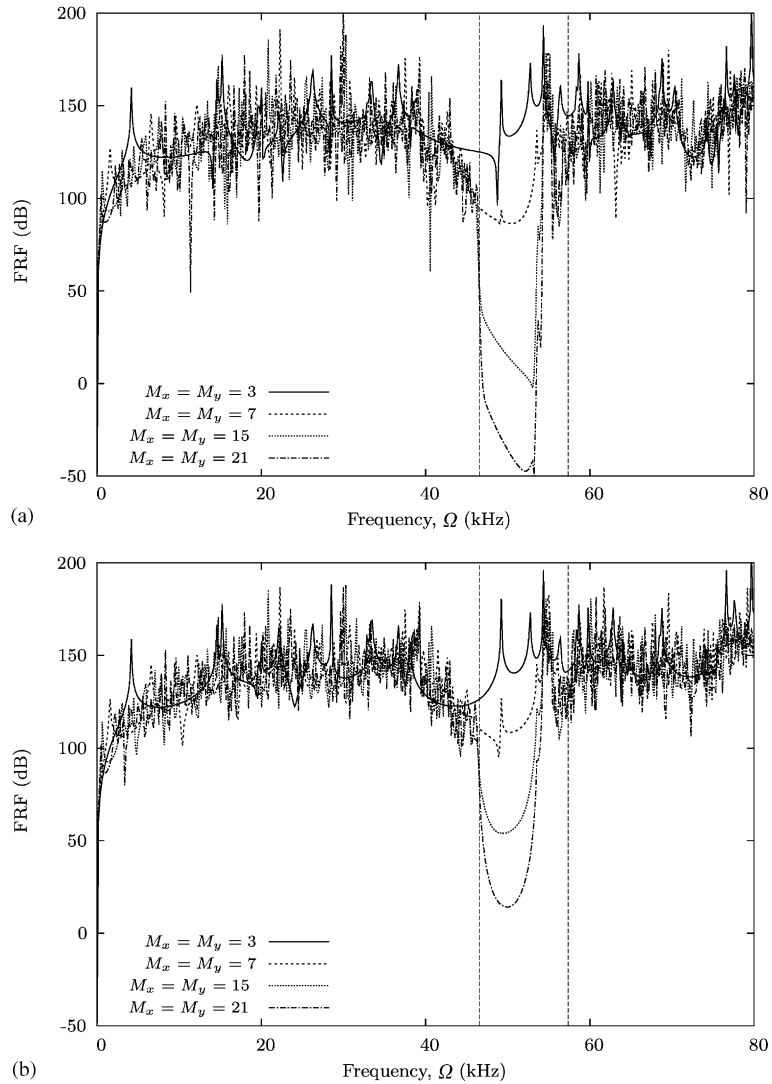 200
150
100
50
0
-50
FRF (dB)
M_x = M_y = 3
M_x = M_y = 7
M_x = M_y = 15
M_x = M_y = 21
0 20 40 60 80
Frequency, Ω (kHz)
(a)
200
150
100
50
0
-50
FRF (dB)
M_x = M_y = 3
M_x = M_y = 7
M_x = M_y = 15
M_x = M_y = 21
0 20 40 60 80
Frequency, Ω (kHz)
(b)